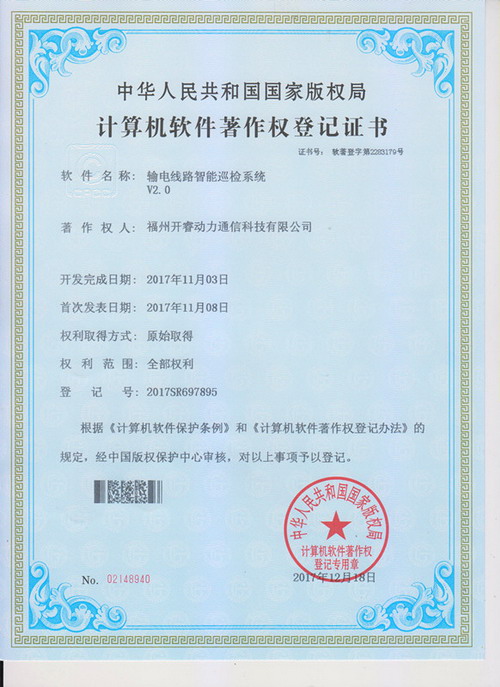 中华人民共和国国家版权局
计算机软件著作权登记证书
证书号： 软著登字第2283179号
软件名称： 输电线路智能巡检系统
V2.0
著作权人： 福州开睿动力通信科技有限公司
开发完成日期： 2017年11月03日
首次发表日期： 2017年11月08日
权利取得方式： 原始取得
权利范围： 全部权利
登记号： 2017SR697895
根据《计算机软件保护条例》和《计算机软件著作权登记办法》的
规定，经中国版权保护中心审核，对以上事项予以登记。
中华人民共和国国家版权局
计算机软件著作权
登记专用章
No. 02148940
2017年12月18日